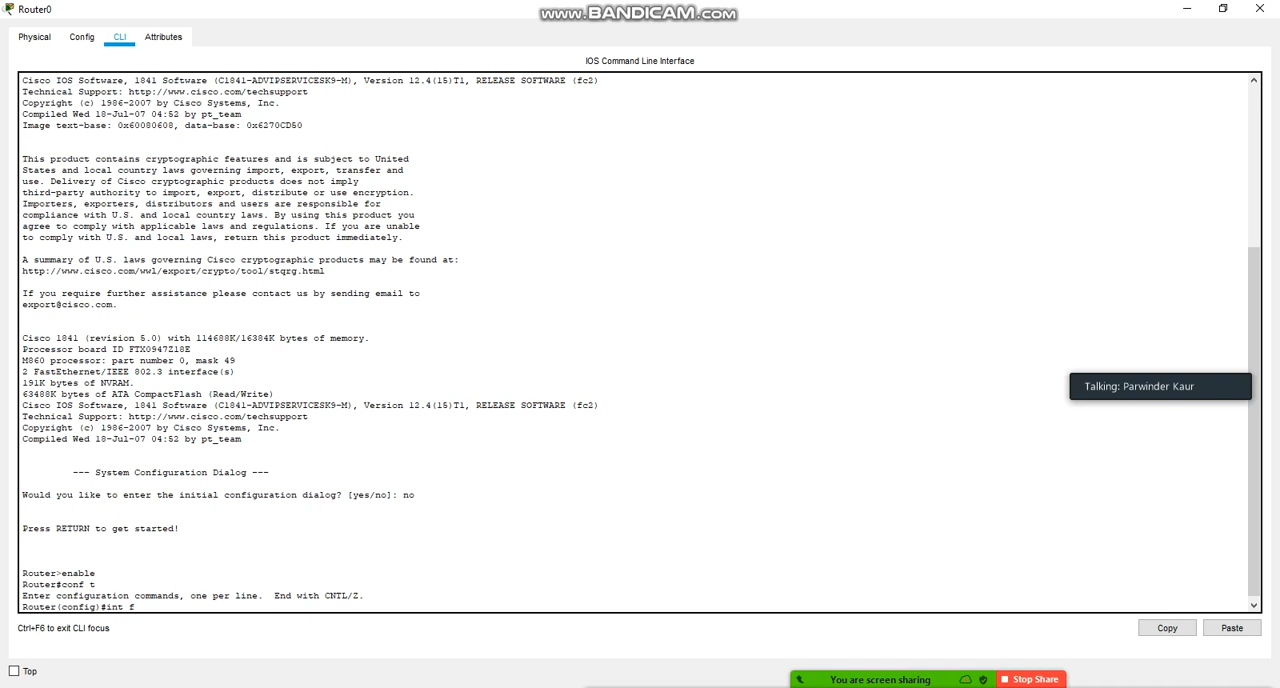 Router0
www.BANDICAM.com
Physical Config CLI Attributes
IOS Command Line Interface
Cisco IOS Software, 1841 Software (C1841-ADVIPSERVICESK9-M), Version 12.4(15)T1, RELEASE SOFTWARE (fc2)
Technical Support: http://www.cisco.com/techsupport
Copyright (c) 1986-2007 by Cisco Systems, Inc.
Compiled Wed 18-Jul-07 04:52 by pt_team
Image text-base: 0x60080608, data-base: 0x6270CD50
This product contains cryptographic features and is subject to United
States and local country laws governing import, export, transfer and
use. Delivery of Cisco cryptographic products does not imply
third-party authority to import, export, distribute or use encryption.
Importers, exporters, distributors and users are responsible for
compliance with U.S. and local country laws. By using this product you
agree to comply with applicable laws and regulations. If you are unable
to comply with U.S. and local laws, return this product immediately.
A summary of U.S. laws governing Cisco cryptographic products may be found at:
http://www.cisco.com/wwl/export/crypto/tool/stqrg.html
If you require further assistance please contact us by sending email to
export@cisco.com.
Cisco 1841 (revision 5.0) with 114688K/16384K bytes of memory.
Processor board ID FTX0947Z18E
M860 processor: part number 0, mask 49
2 FastEthernet/IEEE 802.3 interface(s)
191K bytes of NVRAM.
63488K bytes of ATA CompactFlash (Read/Write)
Cisco IOS Software, 1841 Software (C1841-ADVIPSERVICESK9-M), Version 12.4(15)T1, RELEASE SOFTWARE (fc2)
Technical Support: http://www.cisco.com/techsupport
Copyright (c) 1986-2007 by Cisco Systems, Inc.
Compiled Wed 18-Jul-07 04:52 by pt_team
--- System Configuration Dialog ---
Would you like to enter the initial configuration dialog? [yes/no]: no
Press RETURN to get started!
Router>enable
Router#conf t
Enter configuration commands, one per line.  End with CNTL/Z.
Router(config)#int f
Talking: Parwinder Kaur
Ctrl+F6 to exit CLI focus
Copy Paste
Top
You are screen sharing Stop Share